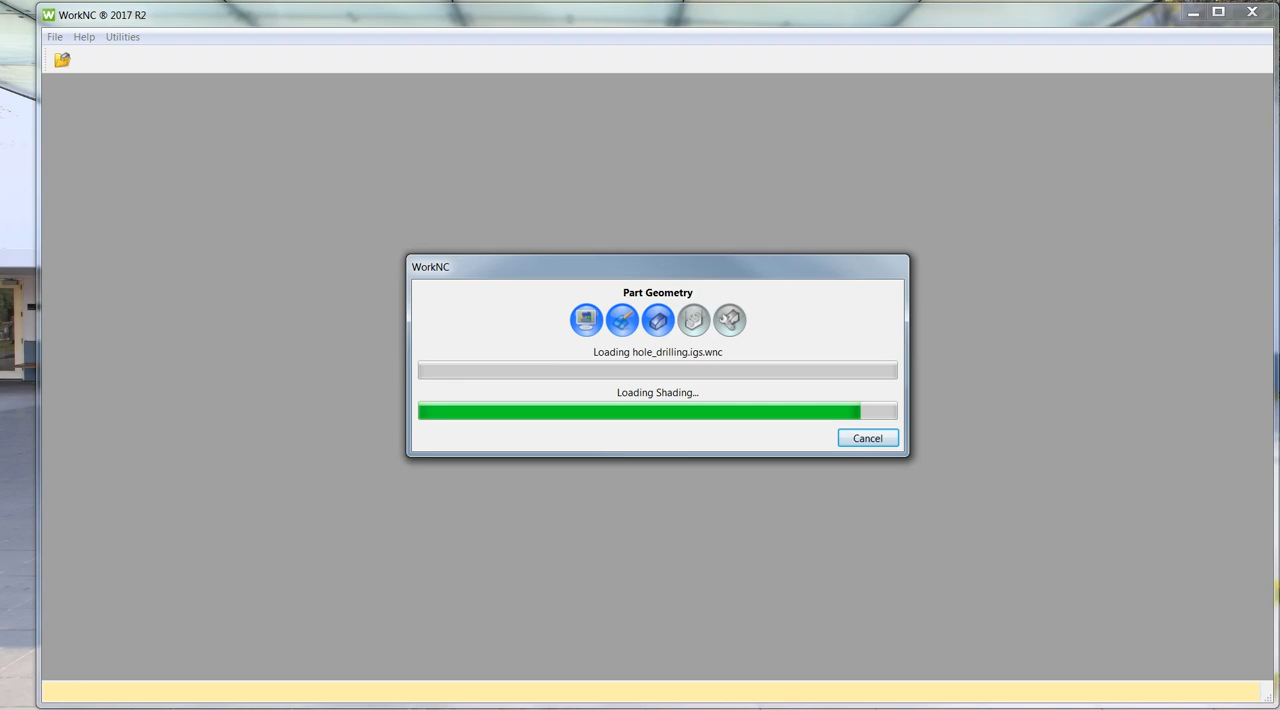 WorkNC ® 2017 R2
File Help Utilities
WorkNC
Part Geometry
Loading hole_drilling.igs.wnc
Loading Shading...
Cancel